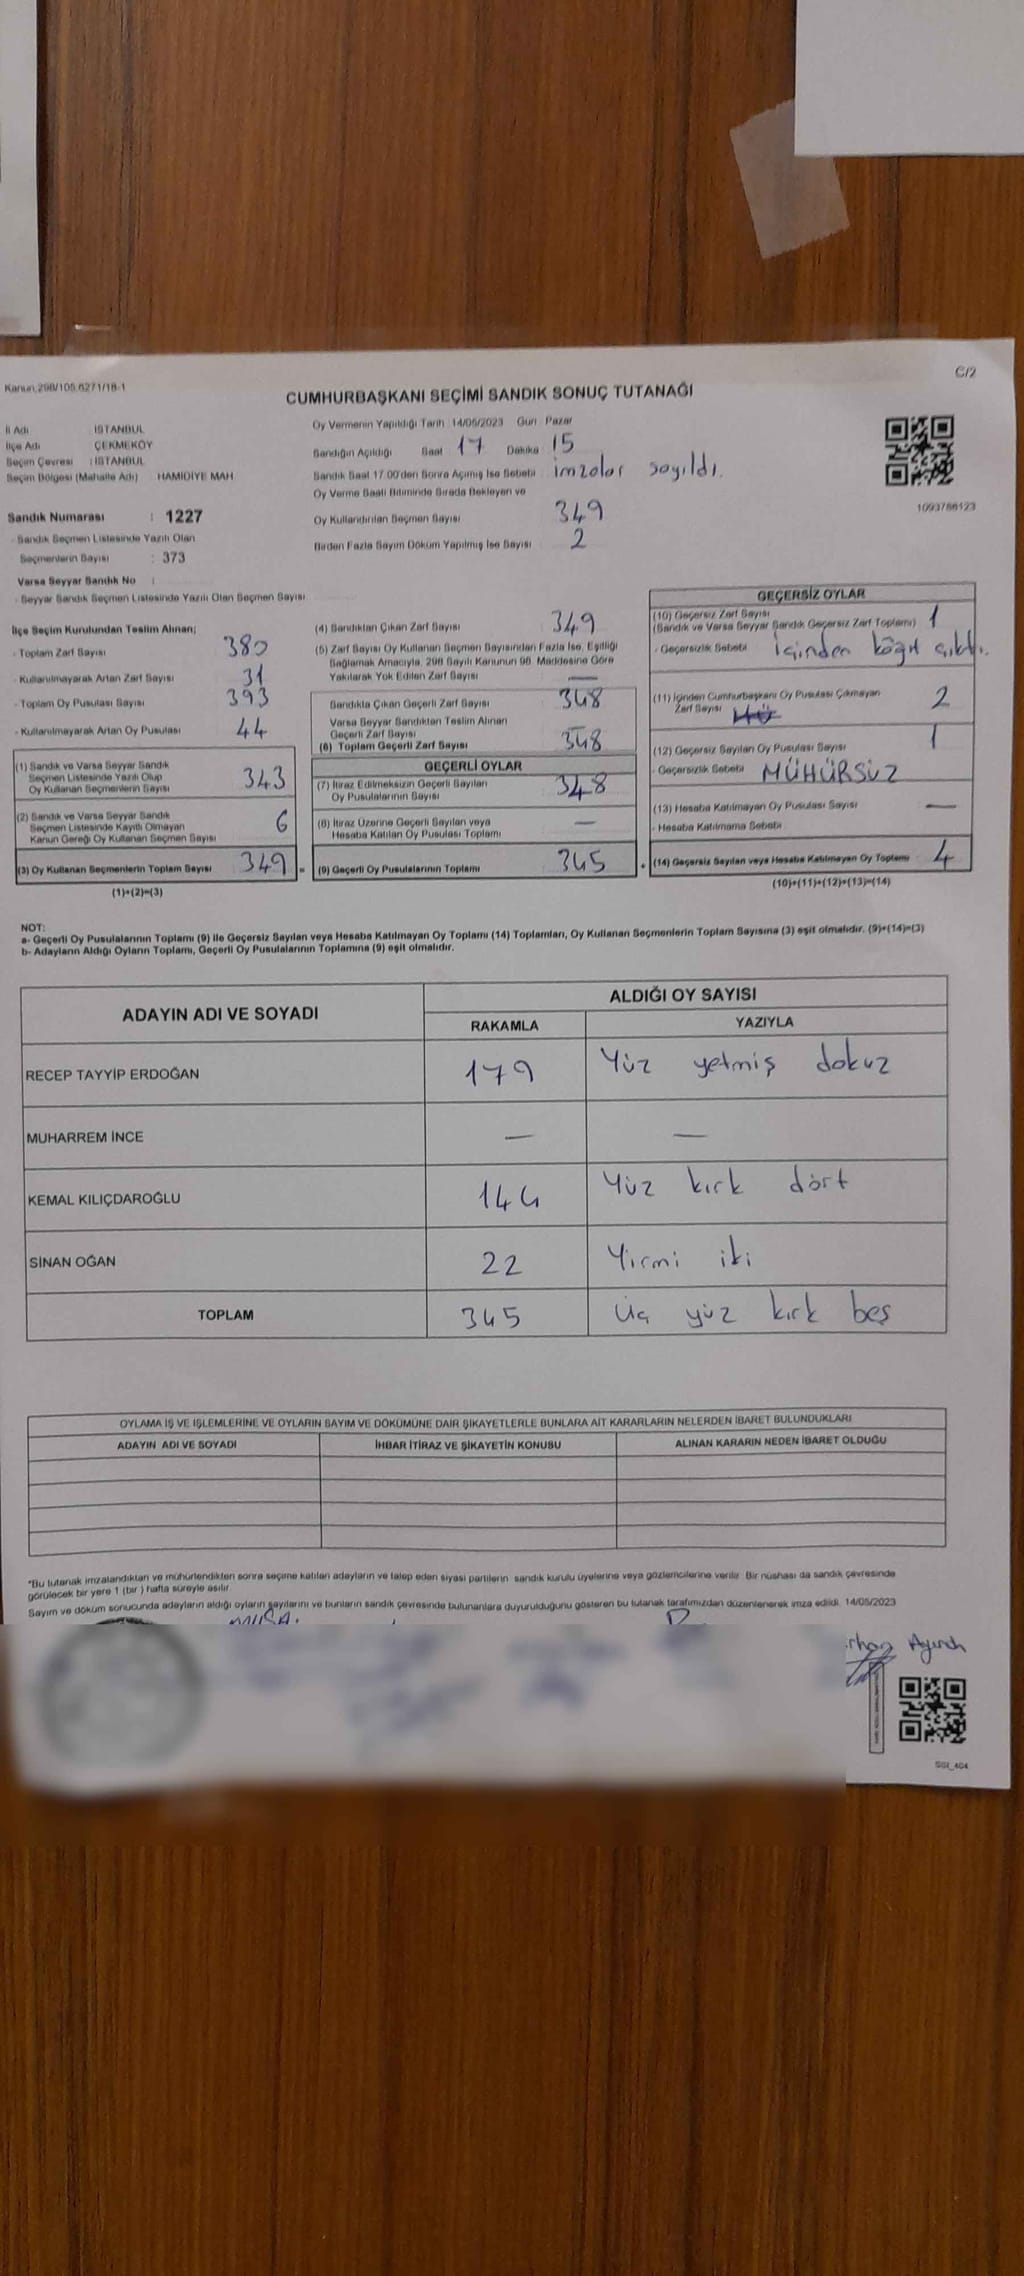 Kanun:298/105 6271/18-1
C/2
CUMHURBAŞKANI SEÇİMİ SANDIK SONUÇ TUTANAĞI
İl Adı İSTANBUL
İlçe Adı ÇEKMEKÖY
Seçim Çevresi : İSTANBUL
Seçim Bölgesi (Mahalle Adı) HAMİDİYE MAH
Sandık Numarası : 1227
- Sandık Seçmen Listesinde Yazılı Olan
Seçmenlerin Sayısı : 373
Varsa Seyyar Sandık No :
- Seyyar Sandık Seçmen Listesinde Yazılı Olan Seçmen Sayısı
Oy Vermenin Yapıldığı Tarih 14/05/2023 Gün Pazar
Sandığın Açıldığı Saat 17 Dakika 15
Sandık Saat 17.00'den Sonra Açılmış İse Sebebi imzalar sayıldı.
Oy Verme Saati Bitiminde Sırada Bekleyen ve
Oy Kullandırılan Seçmen Sayısı 349
Birden Fazla Sayım Döküm Yapılmış İse Sayısı 2
1093786123
İlçe Seçim Kurulundan Teslim Alınan;
- Toplam Zarf Sayısı 380
- Kullanılmayarak Artan Zarf Sayısı 31
- Toplam Oy Pusulası Sayısı 393
- Kullanılmayarak Artan Oy Pusulası 44
(1) Sandık ve Varsa Seyyar Sandık
Seçmen Listesinde Yazılı Olup
Oy Kullanan Seçmenlerin Sayısı 343
(2) Sandık ve Varsa Seyyar Sandık
Seçmen Listesinde Kayıtlı Olmayan
Kanun Gereği Oy Kullanan Seçmen Sayısı 6
(3) Oy Kullanan Seçmenlerin Toplam Sayısı 349 =
(1)+(2)=(3)
(4) Sandıktan Çıkan Zarf Sayısı 349
(5) Zarf Sayısı Oy Kullanan Seçmen Sayısından Fazla İse, Eşitliği
Sağlamak Amacıyla, 298 Sayılı Kanunun 98. Maddesine Göre
Yakılarak Yok Edilen Zarf Sayısı —
Sandıkta Çıkan Geçerli Zarf Sayısı 348
Varsa Seyyar Sandıktan Teslim Alınan
Geçerli Zarf Sayısı
(6) Toplam Geçerli Zarf Sayısı 348
GEÇERLİ OYLAR
(7) İtiraz Edilmeksizin Geçerli Sayılan
Oy Pusulalarının Sayısı 348
(8) İtiraz Üzerine Geçerli Sayılan veya
Hesaba Katılan Oy Pusulası Toplamı —
(9) Geçerli Oy Pusulalarının Toplamı 345 +
GEÇERSİZ OYLAR
(10) Geçersiz Zarf Sayısı
(Sandık ve Varsa Seyyar Sandık Geçersiz Zarf Toplamı) 1
- Geçersizlik Sebebi İçinden kâğıt çıktı.
(11) İçinden Cumhurbaşkanı Oy Pusulası Çıkmayan
Zarf Sayısı 2
(12) Geçersiz Sayılan Oy Pusulası Sayısı 1
- Geçersizlik Sebebi MÜHÜRSÜZ
(13) Hesaba Katılmayan Oy Pusulası Sayısı —
- Hesaba Katılmama Sebebi
(14) Geçersiz Sayılan veya Hesaba Katılmayan Oy Toplamı 4
(10)+(11)+(12)+(13)=(14)
NOT:
a- Geçerli Oy Pusulalarının Toplamı (9) ile Geçersiz Sayılan veya Hesaba Katılmayan Oy Toplamı (14) Toplamları, Oy Kullanan Seçmenlerin Toplam Sayısına (3) eşit olmalıdır. (9)+(14)=(3)
b- Adayların Aldığı Oyların Toplamı, Geçerli Oy Pusulalarının Toplamına (9) eşit olmalıdır.
ADAYIN ADI VE SOYADI ALDIĞI OY SAYISI
RAKAMLA YAZIYLA
RECEP TAYYİP ERDOĞAN 179 Yüz yetmiş dokuz
MUHARREM İNCE — —
KEMAL KILIÇDAROĞLU 144 Yüz kırk dört
SİNAN OĞAN 22 Yirmi iki
TOPLAM 345 Üç yüz kırk beş
OYLAMA İŞ VE İŞLEMLERİNE VE OYLARIN SAYIM VE DÖKÜMÜNE DAİR ŞİKAYETLERLE BUNLARA AİT KARARLARIN NELERDEN İBARET BULUNDUKLARI
ADAYIN ADI VE SOYADI İHBAR İTİRAZ VE ŞİKAYETİN KONUSU ALINAN KARARIN NEDEN İBARET OLDUĞU
*Bu tutanak imzalandıktan ve mühürlendikten sonra seçime katılan adayların ve talep eden siyasi partilerin sandık kurulu üyelerine veya gözlemcilerine verilir. Bir nüshası da sandık çevresinde
görülecek bir yere 1 (bir) hafta süreyle asılır.
Sayım ve döküm sonucunda adayların aldığı oyların sayılarını ve bunların sandık çevresinde bulunanlara duyurulduğunu gösteren bu tutanak tarafımızdan düzenlenerek imza edildi. 14/05/2023
SGI_404